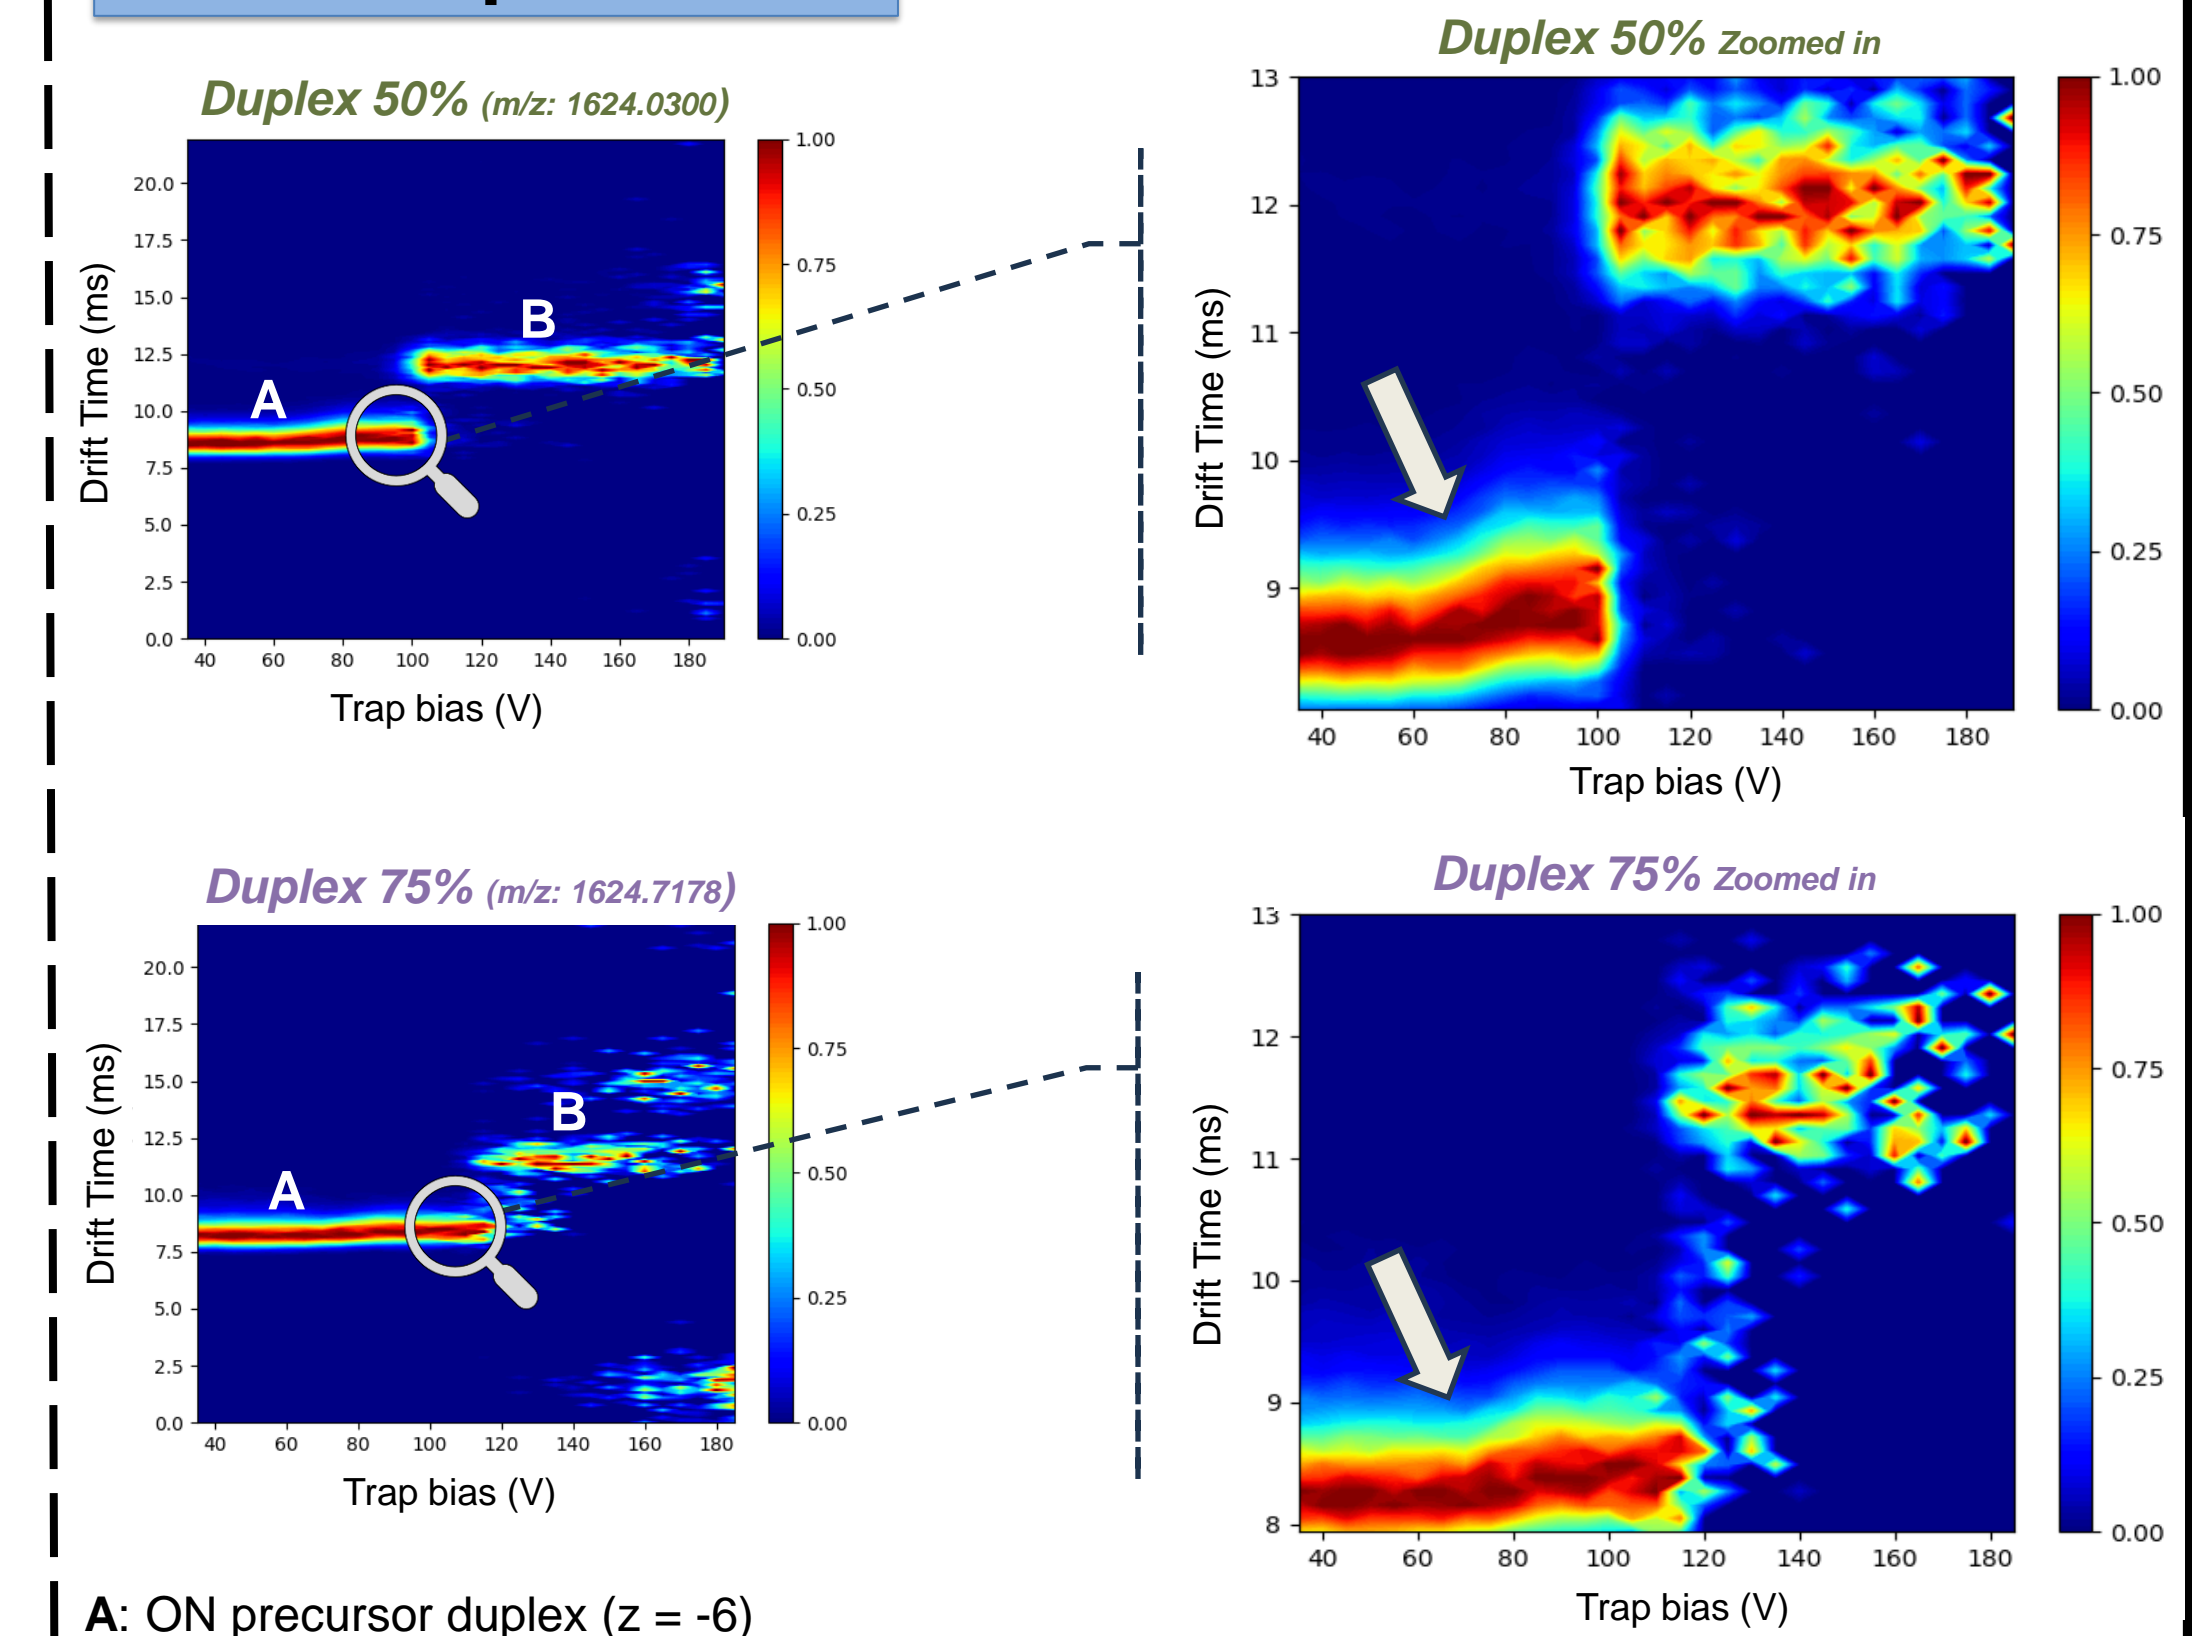 Duplex 50% (m/z: 1624.0300)
20.0
17.5
15.0
12.5
10.0
7.5
5.0
2.5
0.0
Drift Time (ms)
A
B
40 60 80 100 120 140 160 180
Trap bias (V)
1.00
0.75
0.50
0.25
0.00
Duplex 50% Zoomed in
13
12
11
10
9
Drift Time (ms)
40 60 80 100 120 140 160 180
Trap bias (V)
1.00
0.75
0.50
0.25
0.00
Duplex 75% (m/z: 1624.7178)
20.0
17.5
15.0
12.5
10.0
7.5
5.0
2.5
0.0
Drift Time (ms)
A
B
40 60 80 100 120 140 160 180
Trap bias (V)
1.00
0.75
0.50
0.25
0.00
Duplex 75% Zoomed in
13
12
11
10
9
8
Drift Time (ms)
40 60 80 100 120 140 160 180
Trap bias (V)
1.00
0.75
0.50
0.25
0.00
A: ON precursor duplex (z = -6)